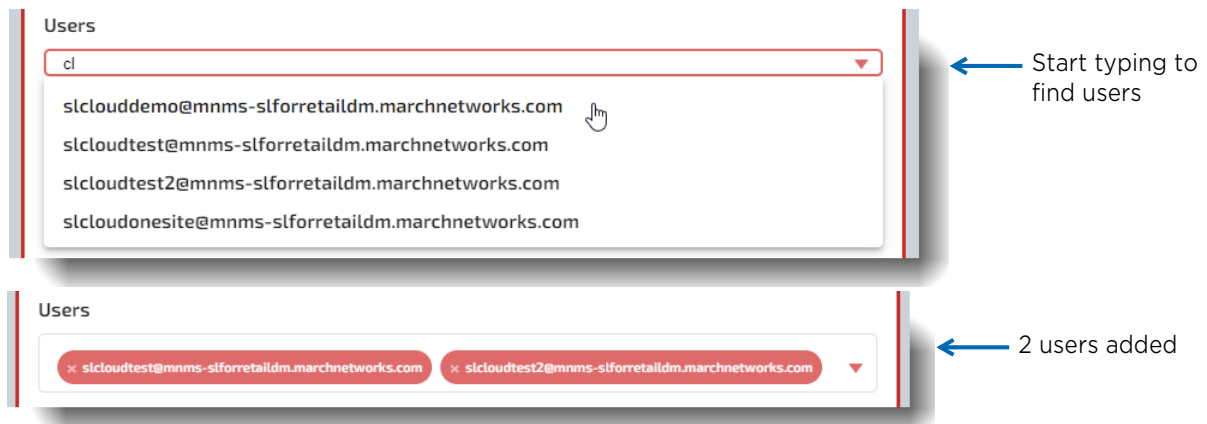 Users
cl
Start typing to
find users
slclouddemo@mnms-slforretaildm.marchnetworks.com
slcloudtest@mnms-slforretaildm.marchnetworks.com
slcloudtest2@mnms-slforretaildm.marchnetworks.com
slcloudonesite@mnms-slforretaildm.marchnetworks.com
Users
× slcloudtest@mnms-slforretaildm.marchnetworks.com × slcloudtest2@mnms-slforretaildm.marchnetworks.com
2 users added